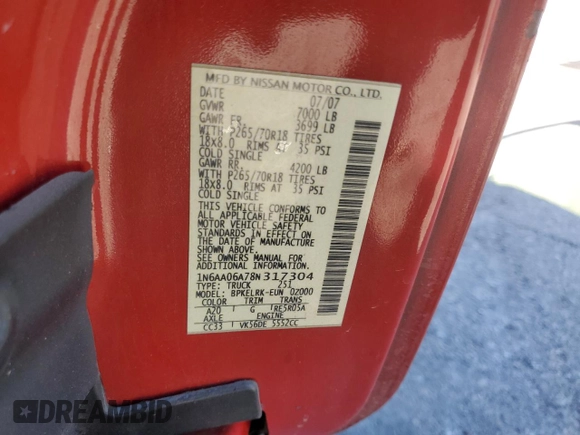 MFD BY NISSAN MOTOR CO., LTD.
DATE 07/07
GVWR 7000 LB
GAWR FR. 3699 LB
WITH P265/70R18 TIRES
18X8.0 RIMS AT 35 PSI
COLD SINGLE
GAWR RR. 4200 LB
WITH P265/70R18 TIRES
18X8.0 RIMS AT 35 PSI
COLD SINGLE
THIS VEHICLE CONFORMS TO
ALL APPLICABLE FEDERAL
MOTOR VEHICLE SAFETY
STANDARDS IN EFFECT ON
THE DATE OF MANUFACTURE
SHOWN ABOVE.
SEE OWNERS MANUAL FOR
ADDITIONAL INFORMATION.
1N6AA06A78N317304
TYPE: TRUCK 251
MODEL: BPKELRK-EUN 02000
COLOR TRIM TRANS
A20 G RE5R05A
AXLE ENGINE
CC33 VK56DE 5552CC
DREAMBID